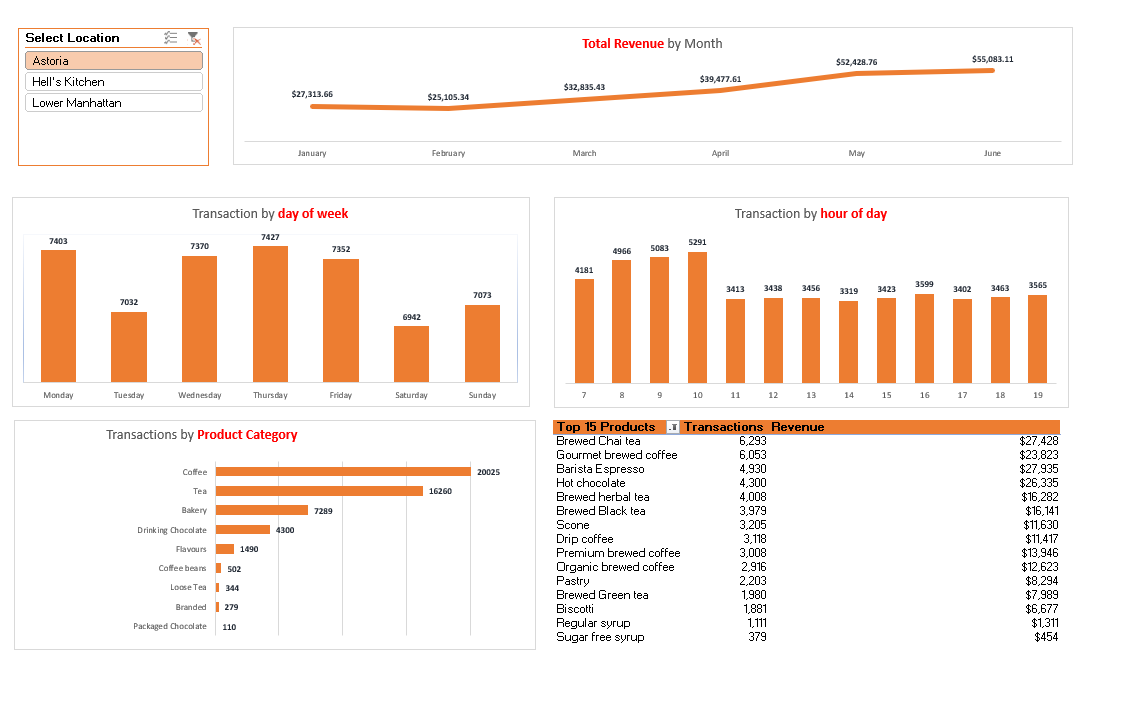 Select Location
Astoria
Hell's Kitchen
Lower Manhattan
Total Revenue by Month
$27,313.66 $25,105.34 $32,835.43 $39,477.61 $52,428.76 $55,083.11
January February March April May June
Transaction by day of week
7403 7032 7370 7427 7352 6942 7073
Monday Tuesday Wednesday Thursday Friday Saturday Sunday
Transaction by hour of day
4181 4966 5083 5291 3413 3438 3456 3319 3423 3599 3402 3463 3565
7 8 9 10 11 12 13 14 15 16 17 18 19
Transactions by Product Category
Coffee 20025
Tea 16260
Bakery 7289
Drinking Chocolate 4300
Flavours 1490
Coffee beans 502
Loose Tea 344
Branded 279
Packaged Chocolate 110
Top 15 Products Transactions Revenue
Brewed Chai tea 6,293 $27,428
Gourmet brewed coffee 6,053 $23,823
Barista Espresso 4,930 $27,935
Hot chocolate 4,300 $26,335
Brewed herbal tea 4,008 $16,282
Brewed Black tea 3,979 $16,141
Scone 3,205 $11,630
Drip coffee 3,118 $11,417
Premium brewed coffee 3,008 $13,946
Organic brewed coffee 2,916 $12,623
Pastry 2,203 $8,294
Brewed Green tea 1,980 $7,989
Biscotti 1,881 $6,677
Regular syrup 1,111 $1,311
Sugar free syrup 379 $454